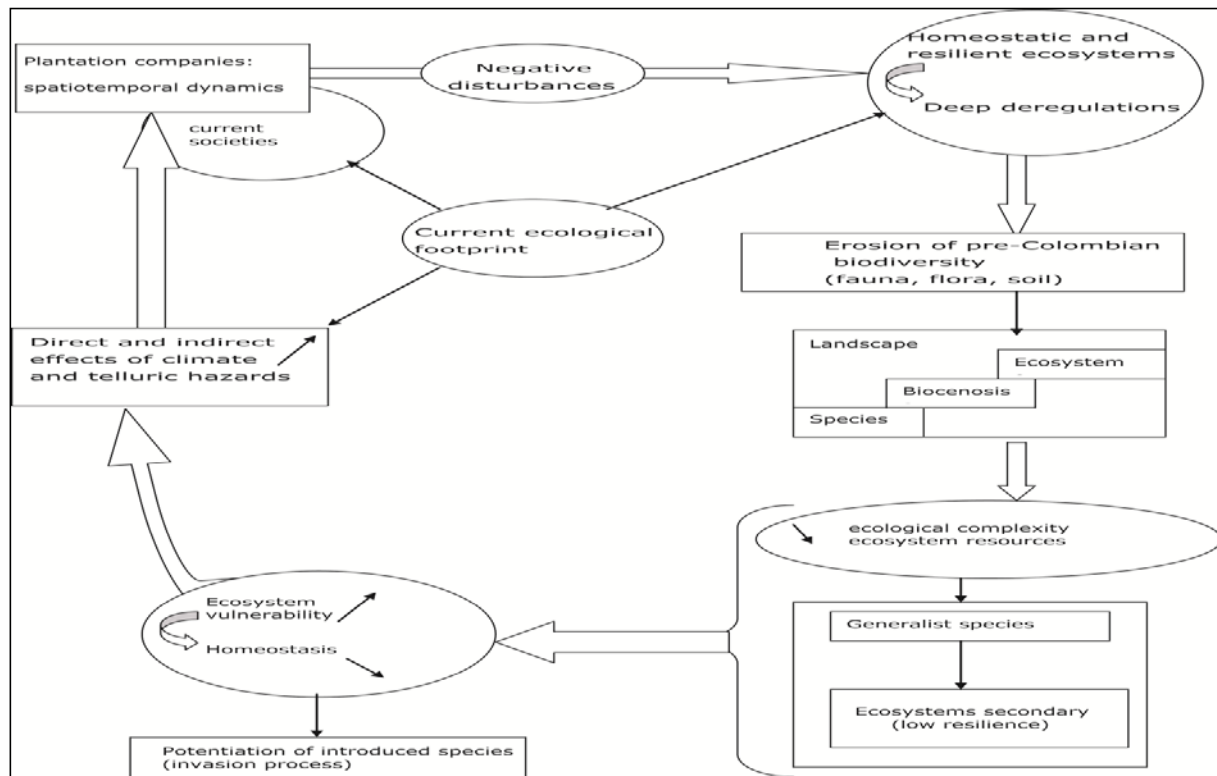 Plantation companies:
spatiotemporal dynamics
current
societies
Negative
disturbances
Homeostatic and
resilient ecosystems
Deep deregulations
Current ecological
footprint
Erosion of pre-Colombian
biodiversity
(fauna, flora, soil)
Direct and indirect
effects of climate
and telluric hazards
Landscape
Ecosystem
Biocenosis
Species
ecological complexity
ecosystem resources
Ecosystem
vulnerability
Homeostasis
Generalist species
Ecosystems secondary
(low resilience)
Potentiation of introduced species
(invasion process)